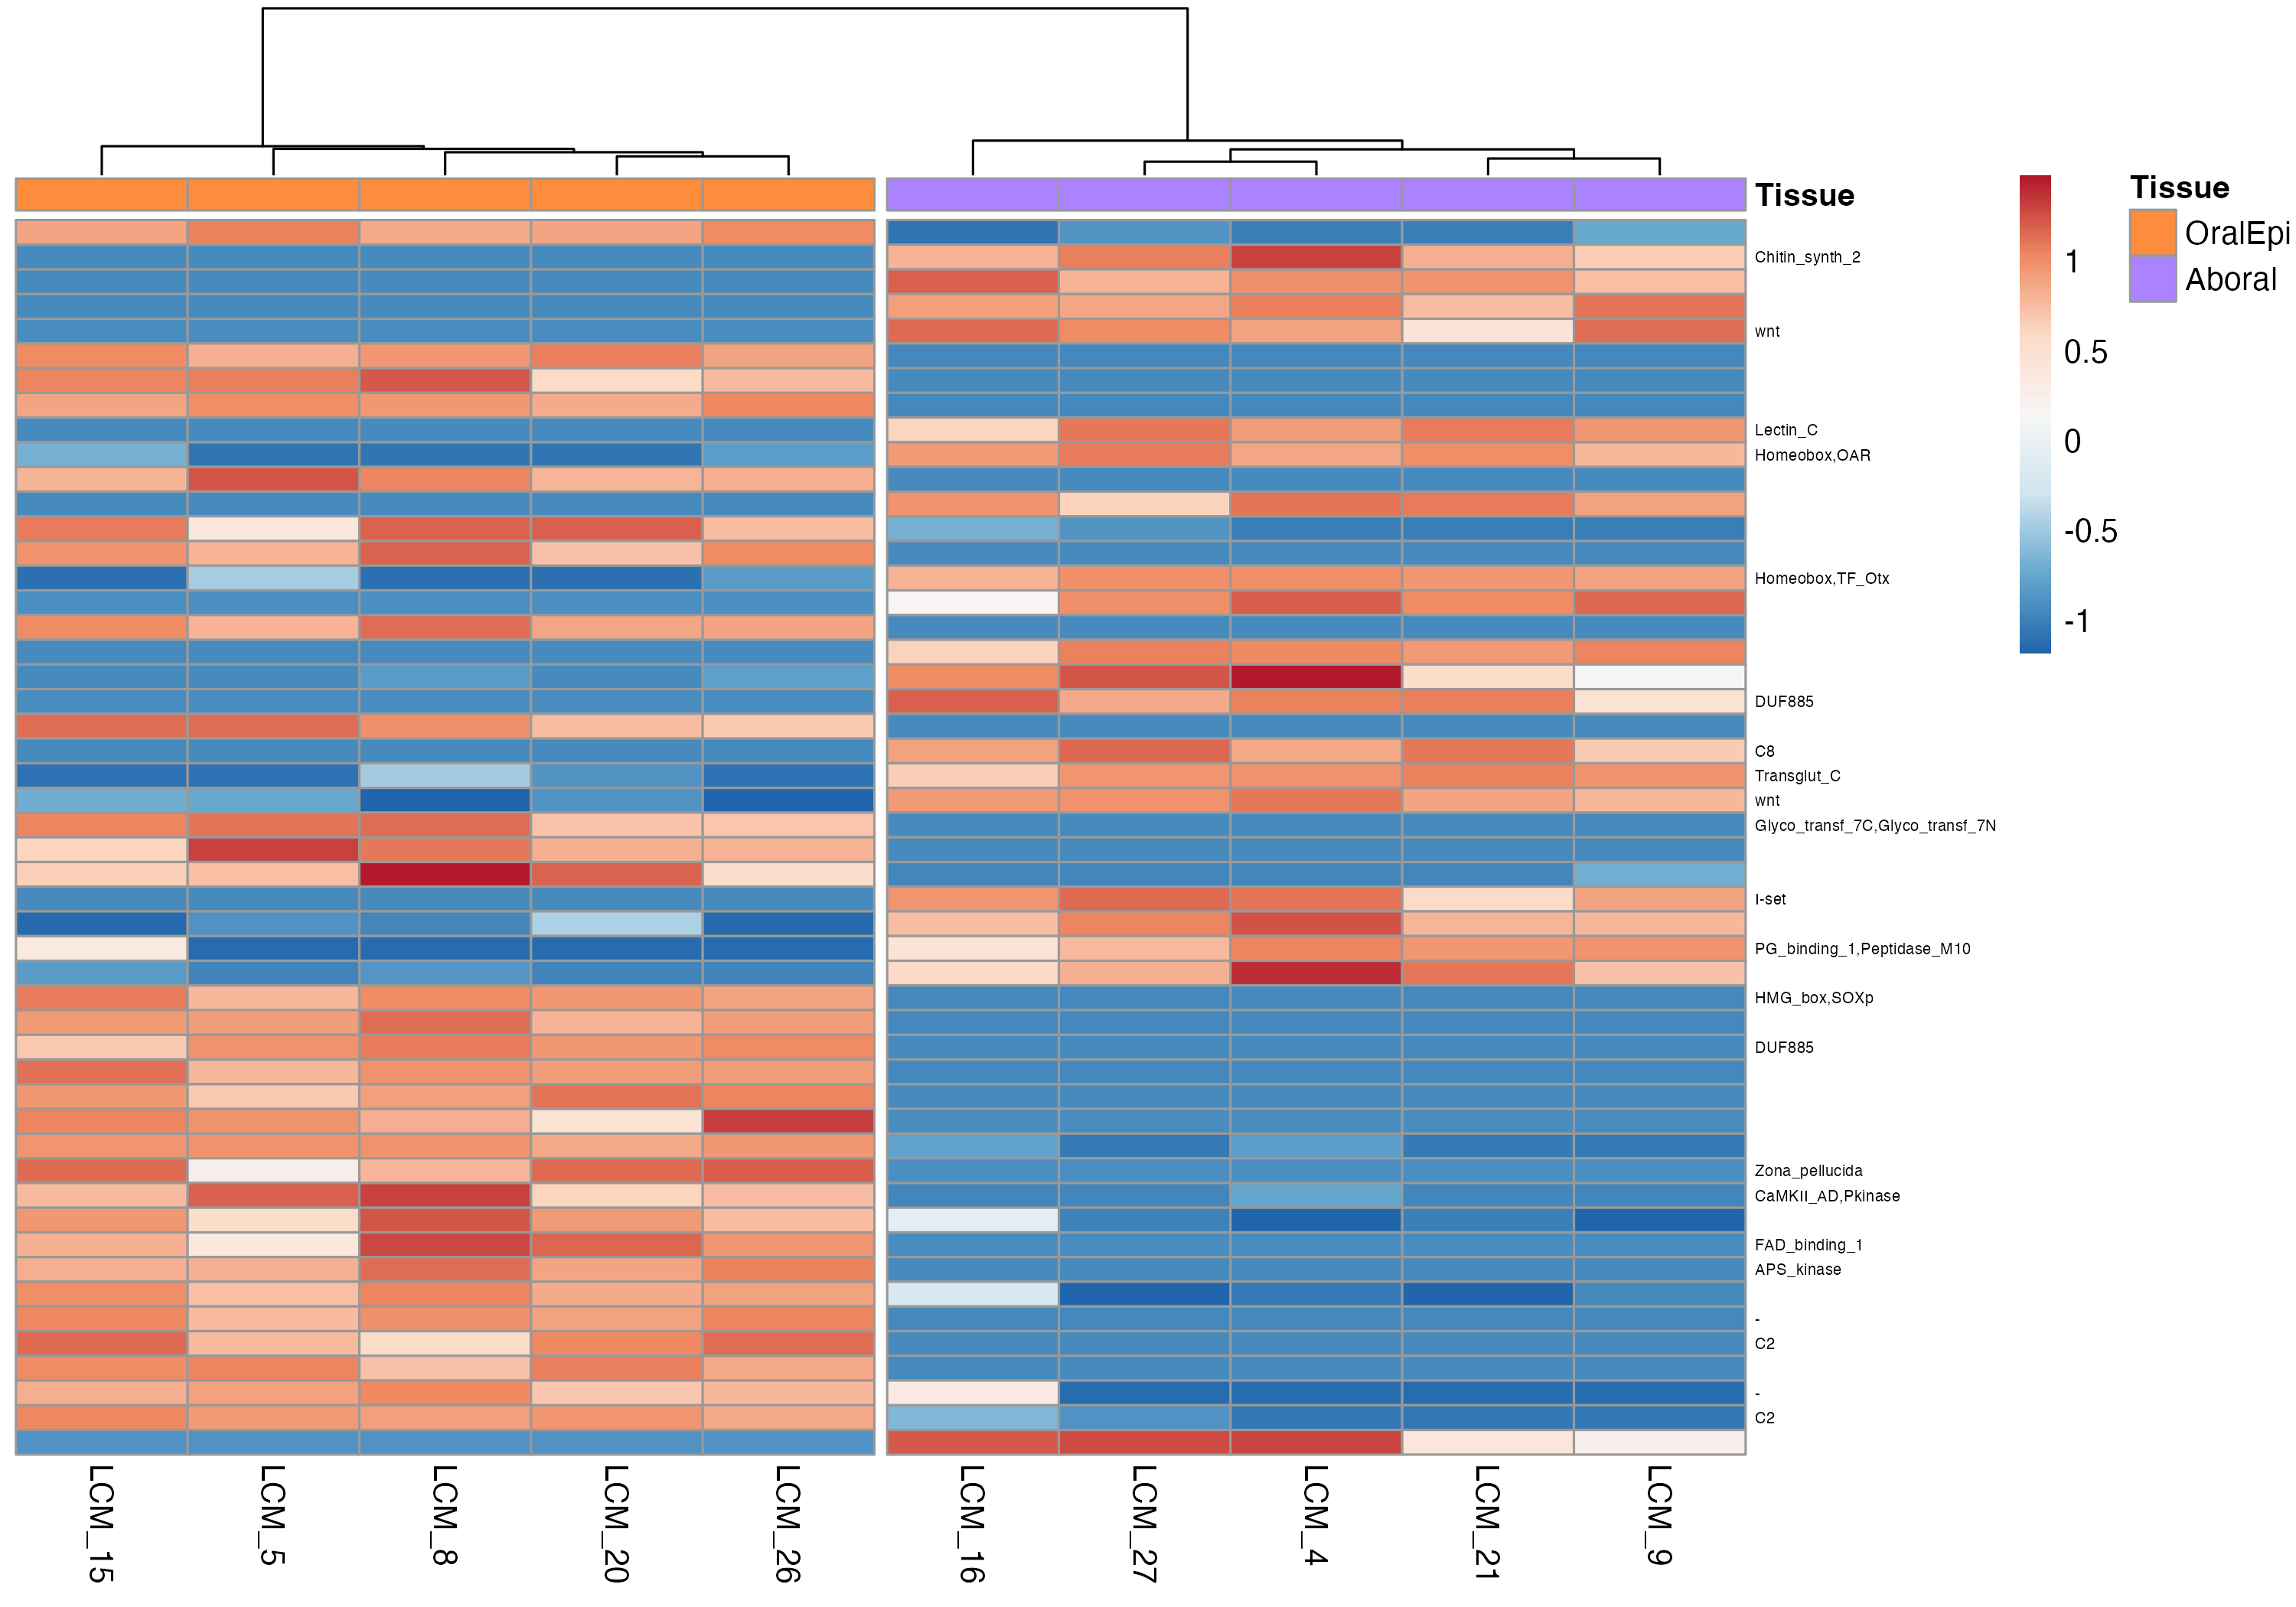 Tissue
Chitin_synth_2
wnt
Lectin_C
Homeobox,OAR
Homeobox,TF_Otx
DUF885
C8
Transglut_C
wnt
Glyco_transf_7C,Glyco_transf_7N
I-set
PG_binding_1,Peptidase_M10
HMG_box,SOXp
DUF885
Zona_pellucida
CaMKII_AD,Pkinase
FAD_binding_1
APS_kinase
-
C2
-
C2
1
0.5
0
-0.5
-1
Tissue
OralEpi
Aboral
LCM_15
LCM_5
LCM_8
LCM_20
LCM_26
LCM_16
LCM_27
LCM_4
LCM_21
LCM_9